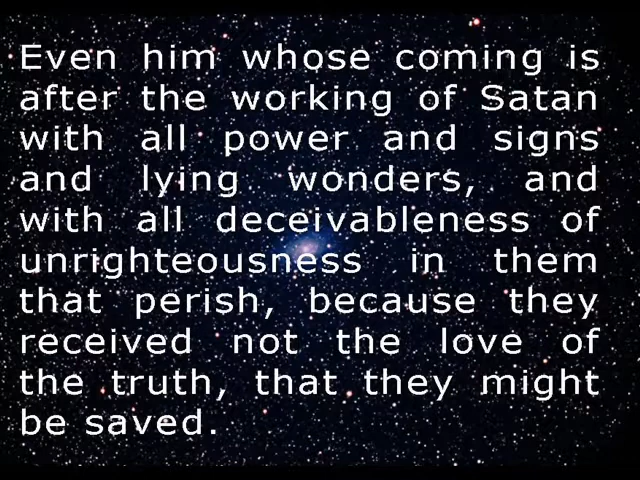 Even him whose coming is
after the working of Satan
with all power and signs
and lying wonders, and
with all deceivableness of
unrighteousness in them
that perish, because they
received not the love of
the truth, that they might
be saved.